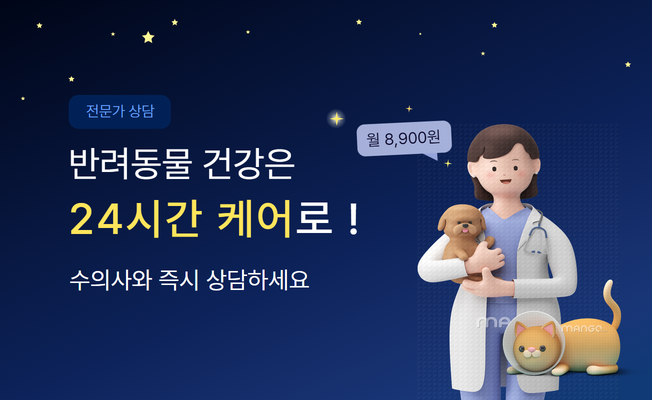 전문가 상담
반려동물 건강은
24시간 케어로 !
수의사와 즉시 상담하세요
월 8,900원
MANGO